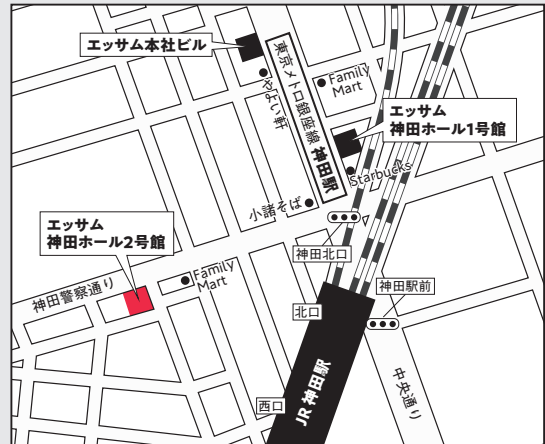 エッサム本社ビル
やよい軒
東京メトロ銀座線 神田駅
Family
Mart
エッサム
神田ホール1号館
Starbucks
小諸そば
エッサム
神田ホール2号館
神田北口
神田警察通り
Family
Mart
北口
神田駅前
JR 神田駅
中央通り
西口